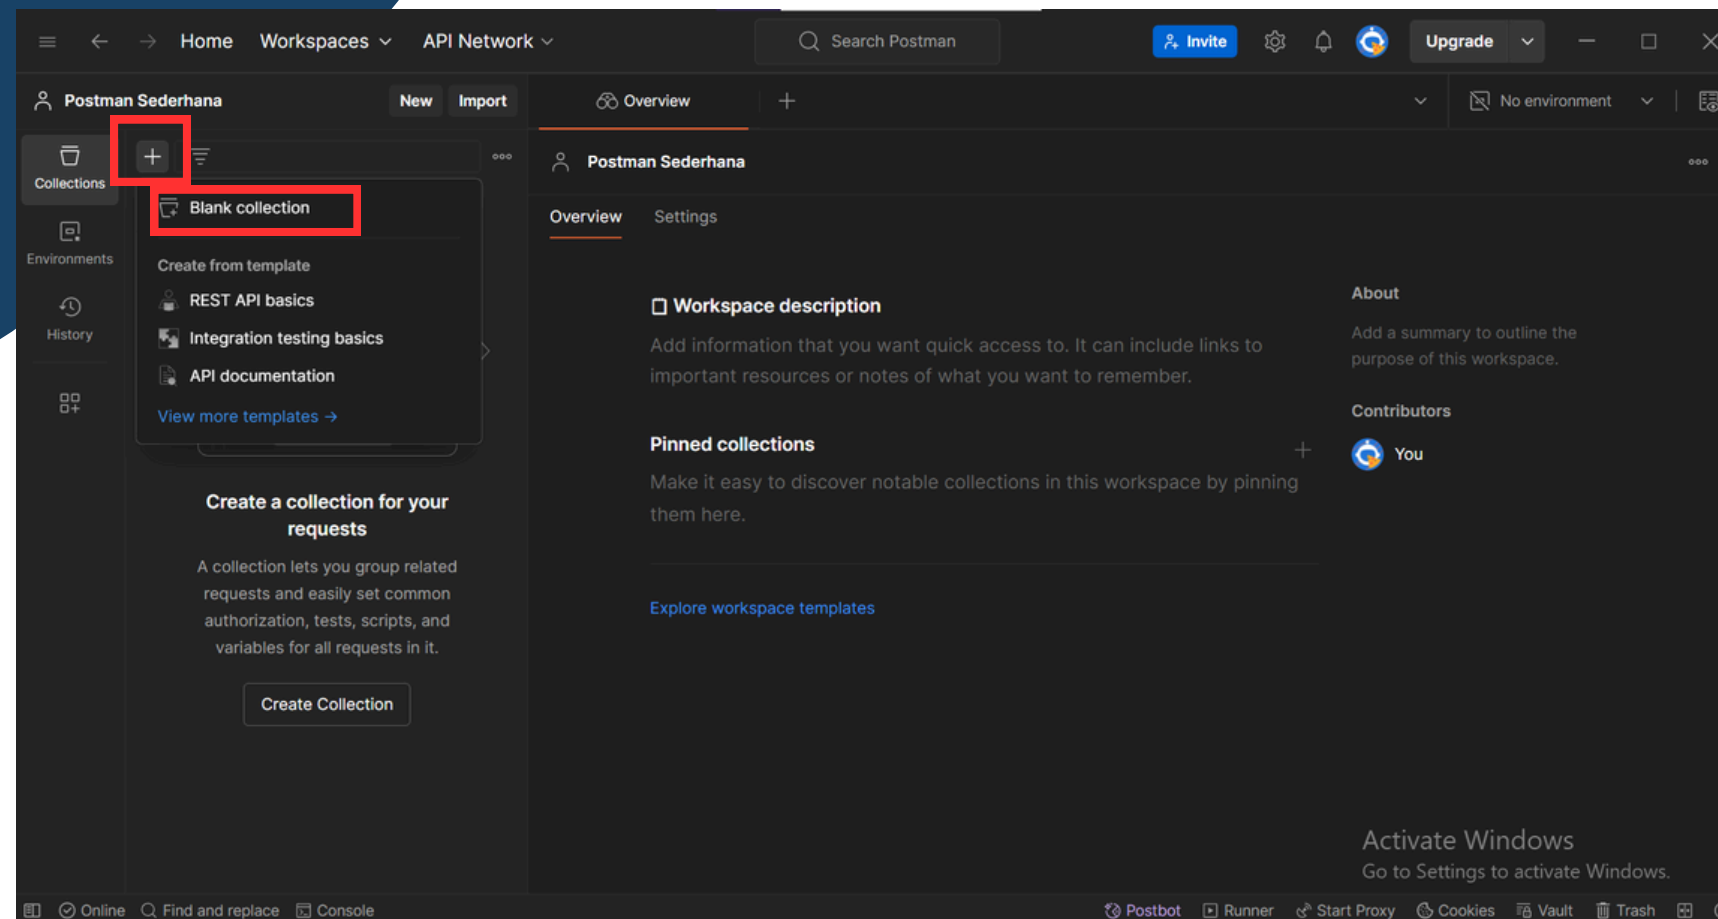 Home Workspaces API Network Search Postman Invite Upgrade
Postman Sederhana New Import Overview No environment
Collections
Blank collection
Environments
Create from template
REST API basics
History
Integration testing basics
API documentation
View more templates →
Create a collection for your
requests
A collection lets you group related
requests and easily set common
authorization, tests, scripts, and
variables for all requests in it.
Create Collection
Postman Sederhana
Overview Settings
Workspace description
Add information that you want quick access to. It can include links to
important resources or notes of what you want to remember.
Pinned collections
Make it easy to discover notable collections in this workspace by pinning
them here.
Explore workspace templates
About
Add a summary to outline the
purpose of this workspace.
Contributors
You
Activate Windows
Go to Settings to activate Windows.
Online Find and replace Console Postbot Runner Start Proxy Cookies Vault Trash